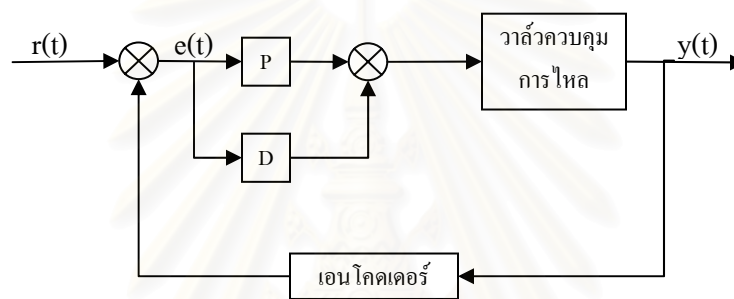 r(t)
e(t)
P
วาล์วควบคุม
การไหล
y(t)
D
เอนโคดเดอร์